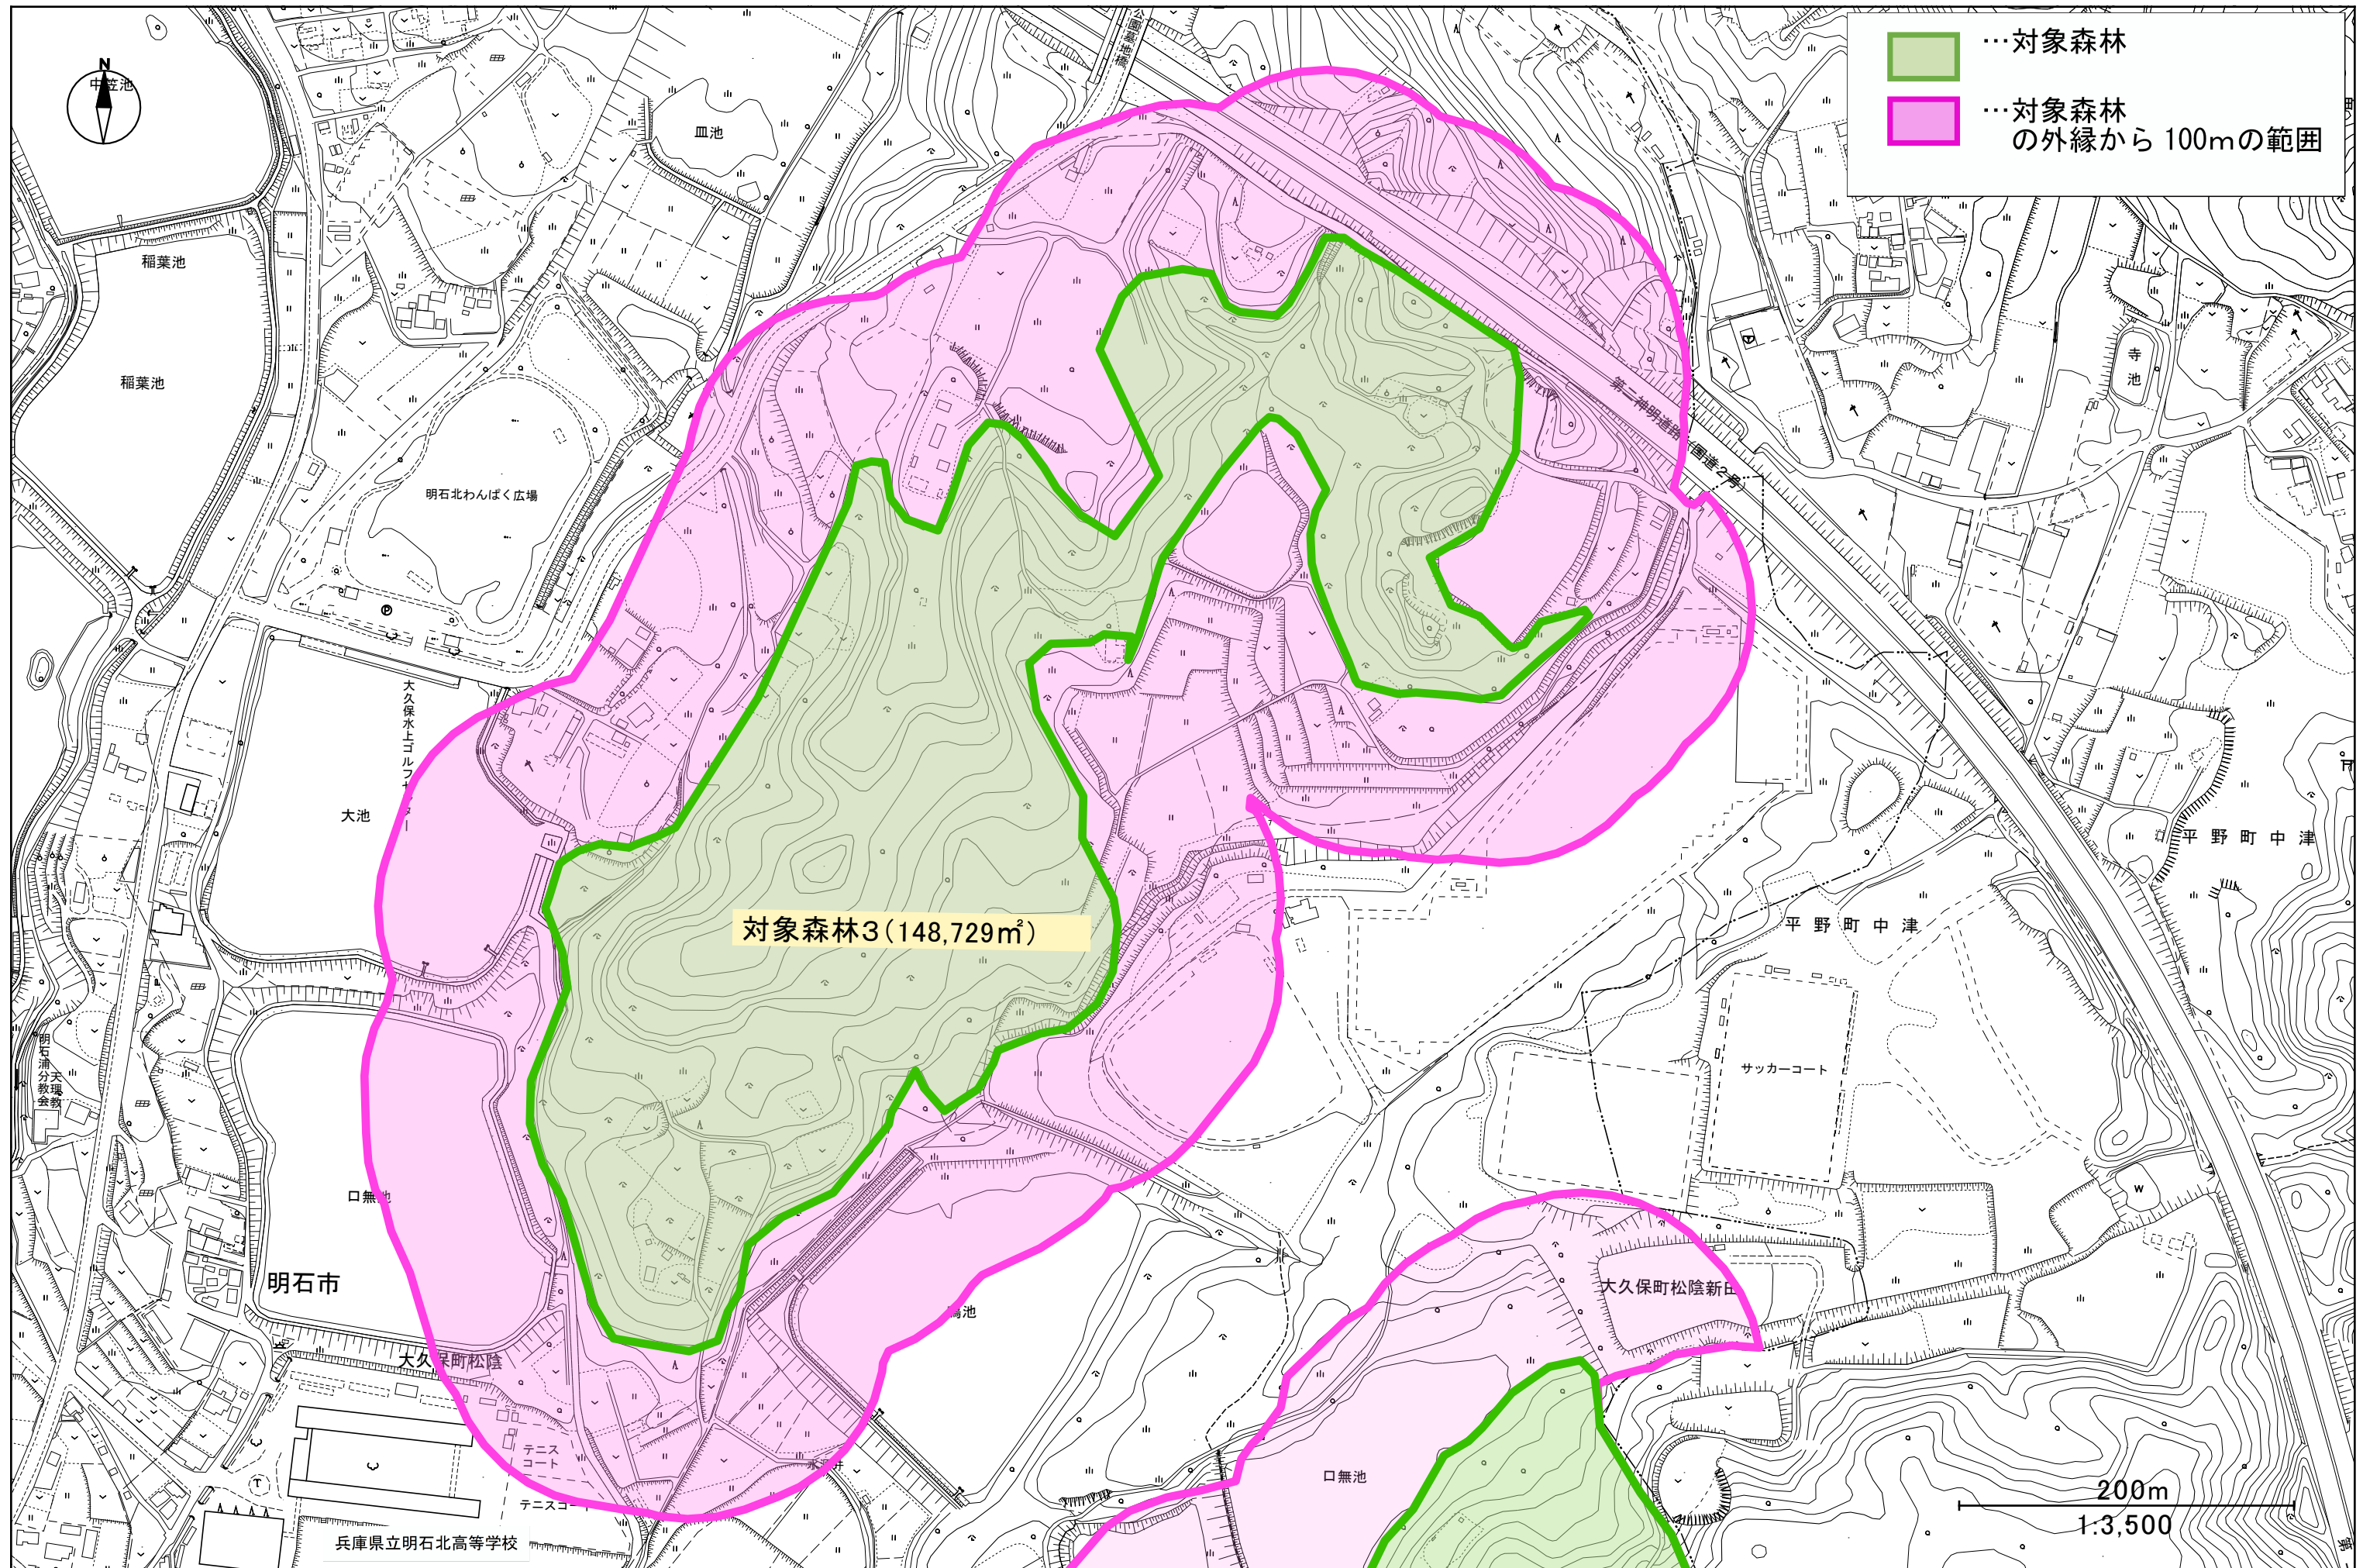 …対象森林
…対象森林
の外縁から 100mの範囲
N
中笠池
皿池
稲葉池
稲葉池
明石北わんぱく広場
寺池
第二神明道路(国道2号)
大久保水上ゴルフセンター
大池
平野町中津
平野町中津
対象森林3(148,729㎡)
サッカーコート
天理教
明石浦分教会
口無池
明石市
大久保町松陰新田
大久保町松陰
テニス
コート
口無池
200m
1:3,500
兵庫県立明石北高等学校